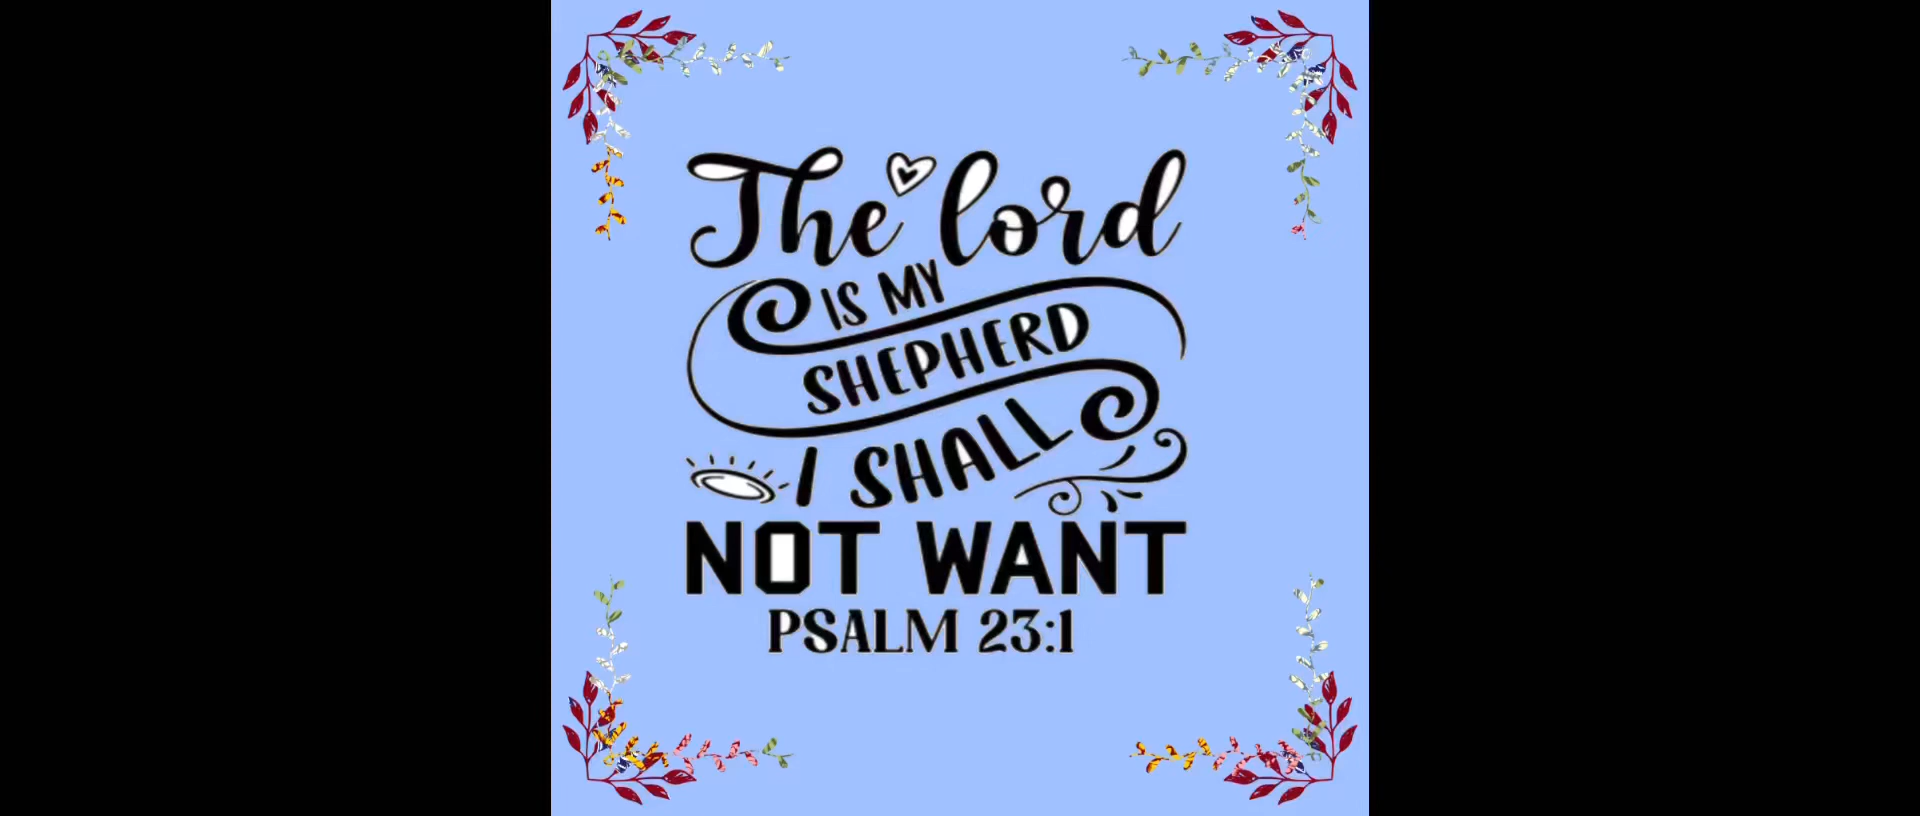 The lord
IS MY
SHEPHERD
I SHALL
NOT WANT
PSALM 23:1